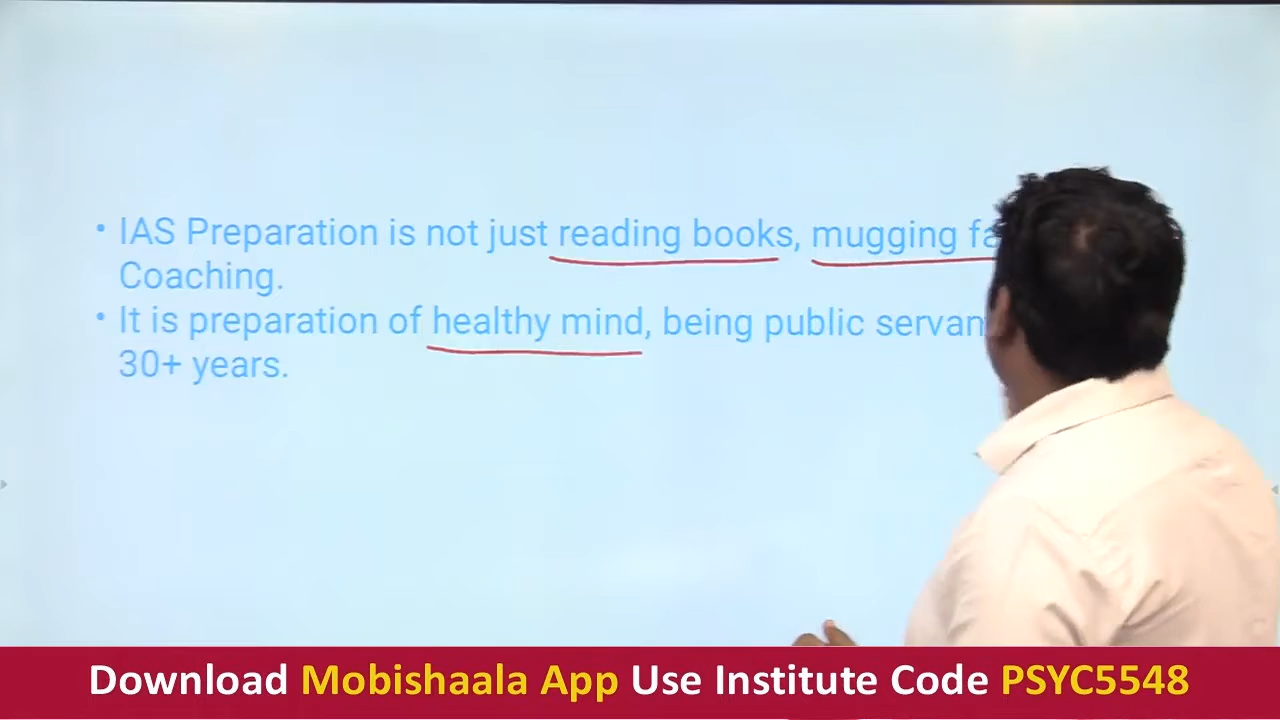 • IAS Preparation is not just reading books, mugging
Coaching.
• It is preparation of healthy mind, being public
30+ years.
Download Mobishaala App Use Institute Code PSYC5548